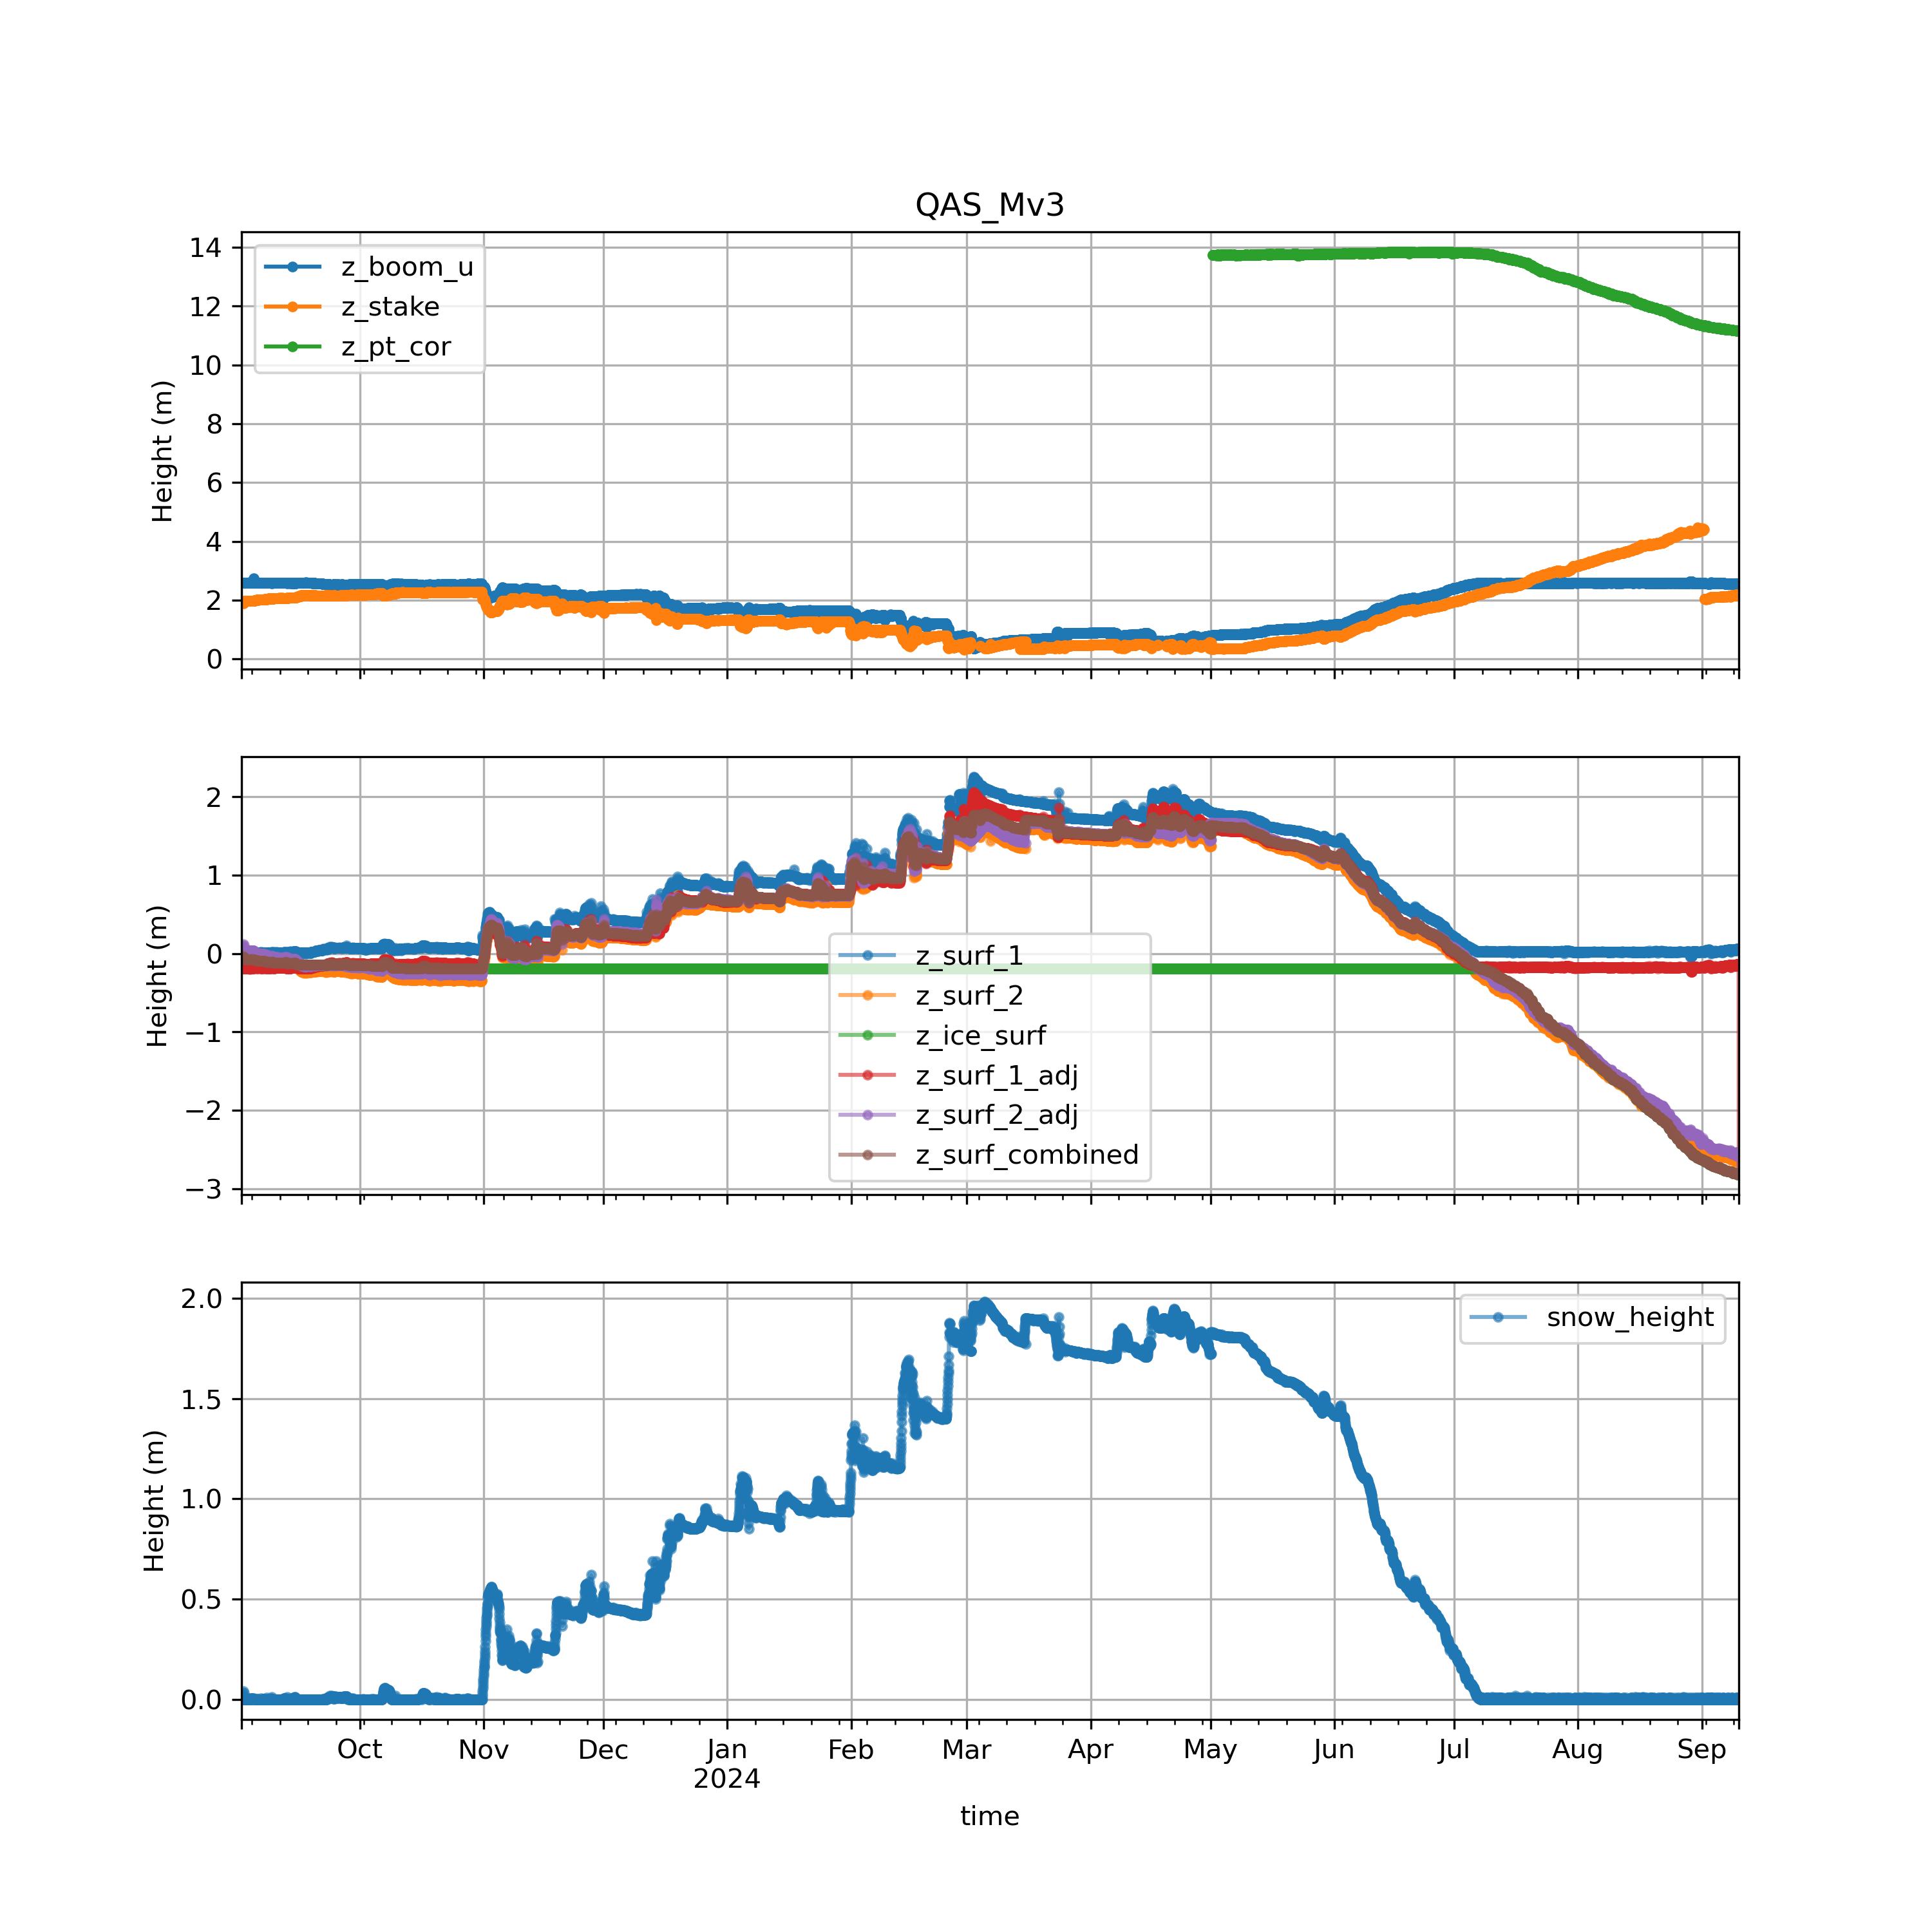 QAS_Mv3
14
12
10
8
6
4
2
0
Height (m)
z_boom_u
z_stake
z_pt_cor
2
1
0
−1
−2
−3
Height (m)
z_surf_1
z_surf_2
z_ice_surf
z_surf_1_adj
z_surf_2_adj
z_surf_combined
2.0
1.5
1.0
0.5
0.0
Height (m)
snow_height
Oct Nov Dec Jan Feb Mar Apr May Jun Jul Aug Sep
2024
time